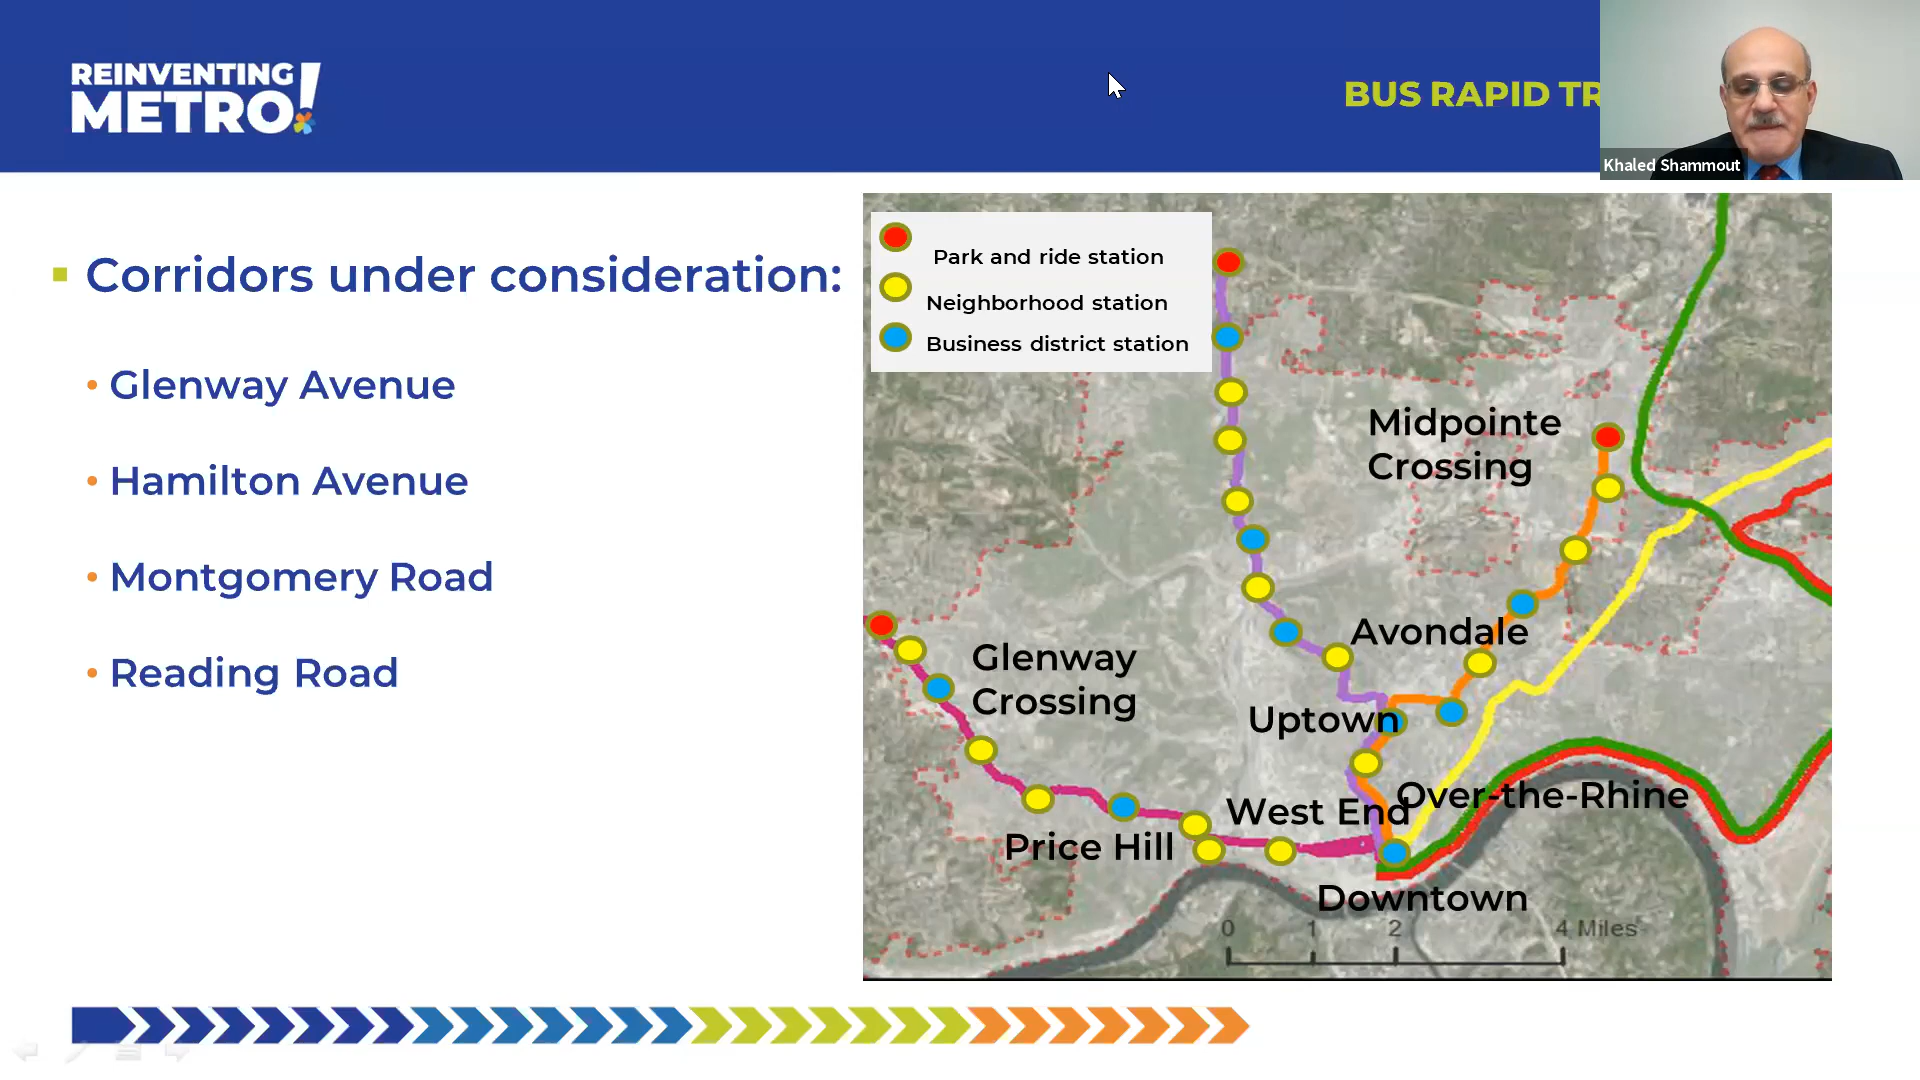 REINVENTING
METRO!
BUS RAPID TR
Khaled Shammout
Corridors under consideration:
Glenway Avenue
Hamilton Avenue
Montgomery Road
Reading Road
Park and ride station
Neighborhood station
Business district station
Midpointe
Crossing
Avondale
Glenway
Crossing
Uptown
Over-the-Rhine
West End
Price Hill
Downtown
0 1 2 4 Miles